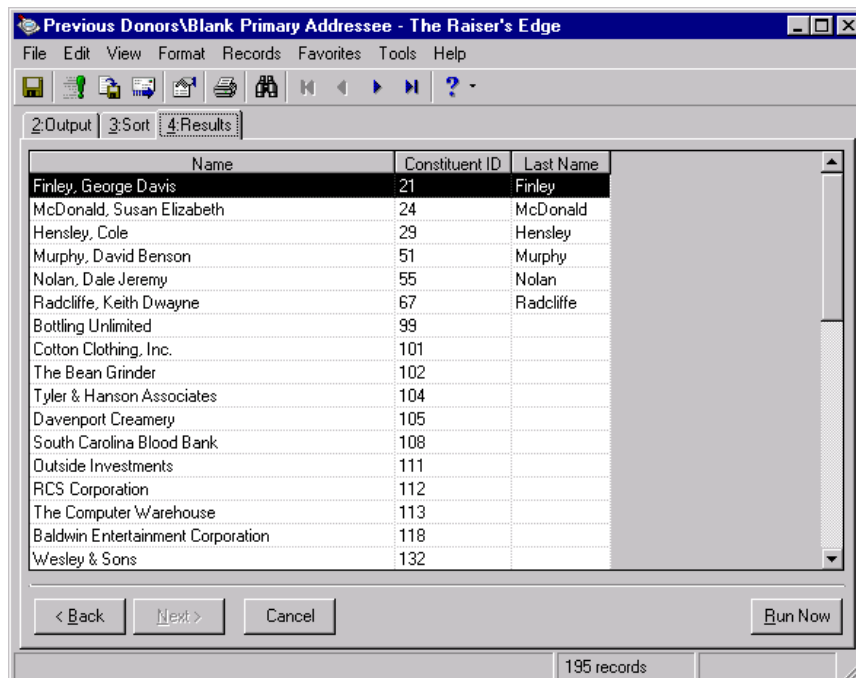 Previous Donors\Blank Primary Addressee - The Raiser's Edge
File Edit View Format Records Favorites Tools Help
?
2:Output 3:Sort 4:Results
Name Constituent ID Last Name
Finley, George Davis 21 Finley
McDonald, Susan Elizabeth 24 McDonald
Hensley, Cole 29 Hensley
Murphy, David Benson 51 Murphy
Nolan, Dale Jeremy 55 Nolan
Radcliffe, Keith Dwayne 67 Radcliffe
Bottling Unlimited 99
Cotton Clothing, Inc. 101
The Bean Grinder 102
Tyler & Hanson Associates 104
Davenport Creamery 105
South Carolina Blood Bank 108
Outside Investments 111
RCS Corporation 112
The Computer Warehouse 113
Baldwin Entertainment Corporation 118
Wesley & Sons 132
< Back Next > Cancel Run Now
195 records